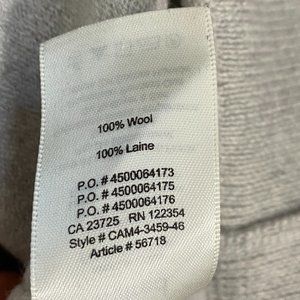 100% Wool
100% Laine
P.O. # 4500064173
P.O. # 4500064175
P.O. # 4500064176
CA 23725 RN 122354
Style # CAM4-3459-46
Article # 56718